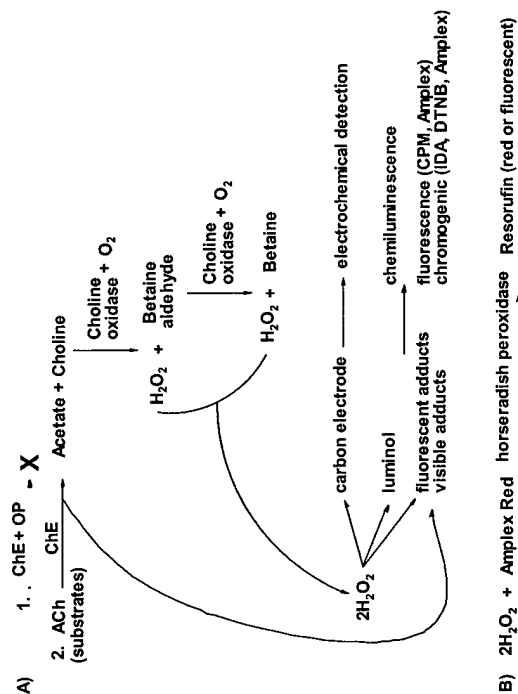 A) 1. . ChE+ OP - X
2. ACh ChE Acetate + Choline
(substrates)
Choline
oxidase + O₂
H₂O₂ + Betaine
aldehyde
Choline
oxidase + O₂
H₂O₂ + Betaine
2H₂O₂
carbon electrode electrochemical detection
luminol chemiluminescence
fluorescent adducts fluorescence (CPM, Amplex)
visible adducts chromogenic (IDA, DTNB, Amplex)
B) 2H₂O₂ + Amplex Red horseradish peroxidase Resorufin (red or fluorescent)